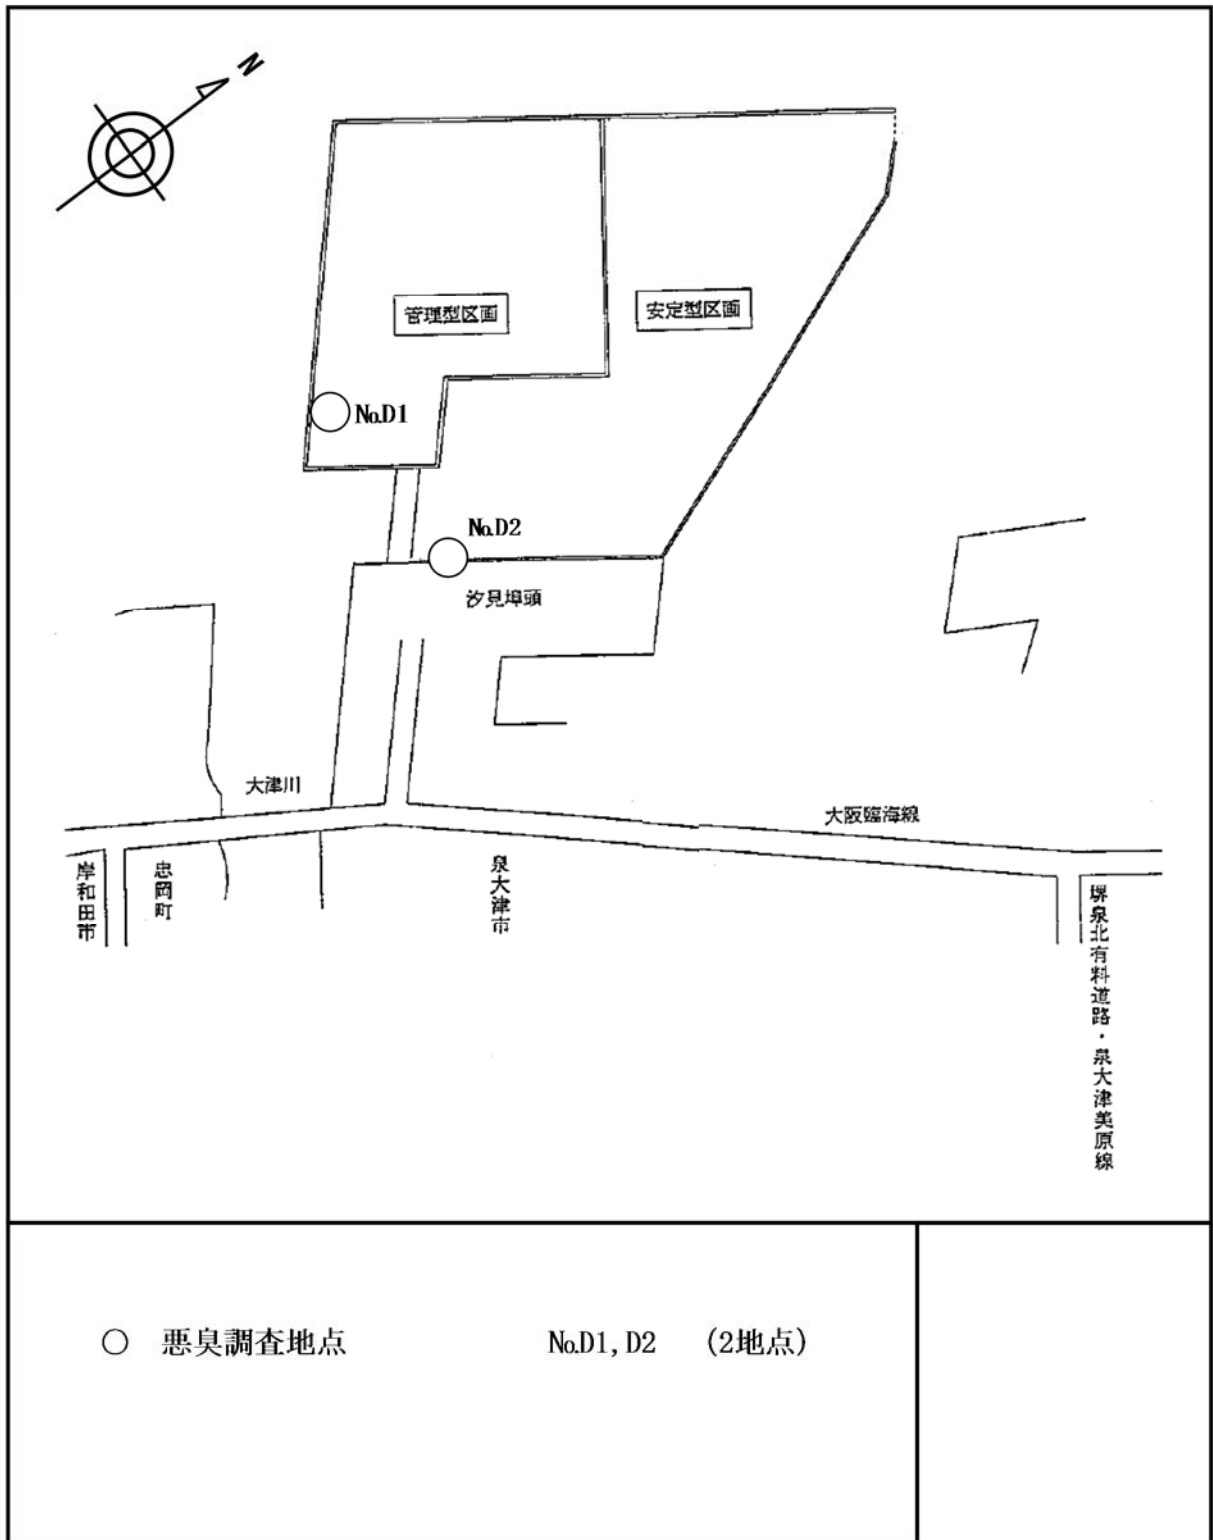 N
管理型区画
安定型区画
No.D1
No.D2
汐見埠頭
大津川
大阪臨海線
岸和田市
忠岡町
泉大津市
堺泉北有料道路・泉大津美原線
○ 悪臭調査地点 No.D1, D2 (2地点)